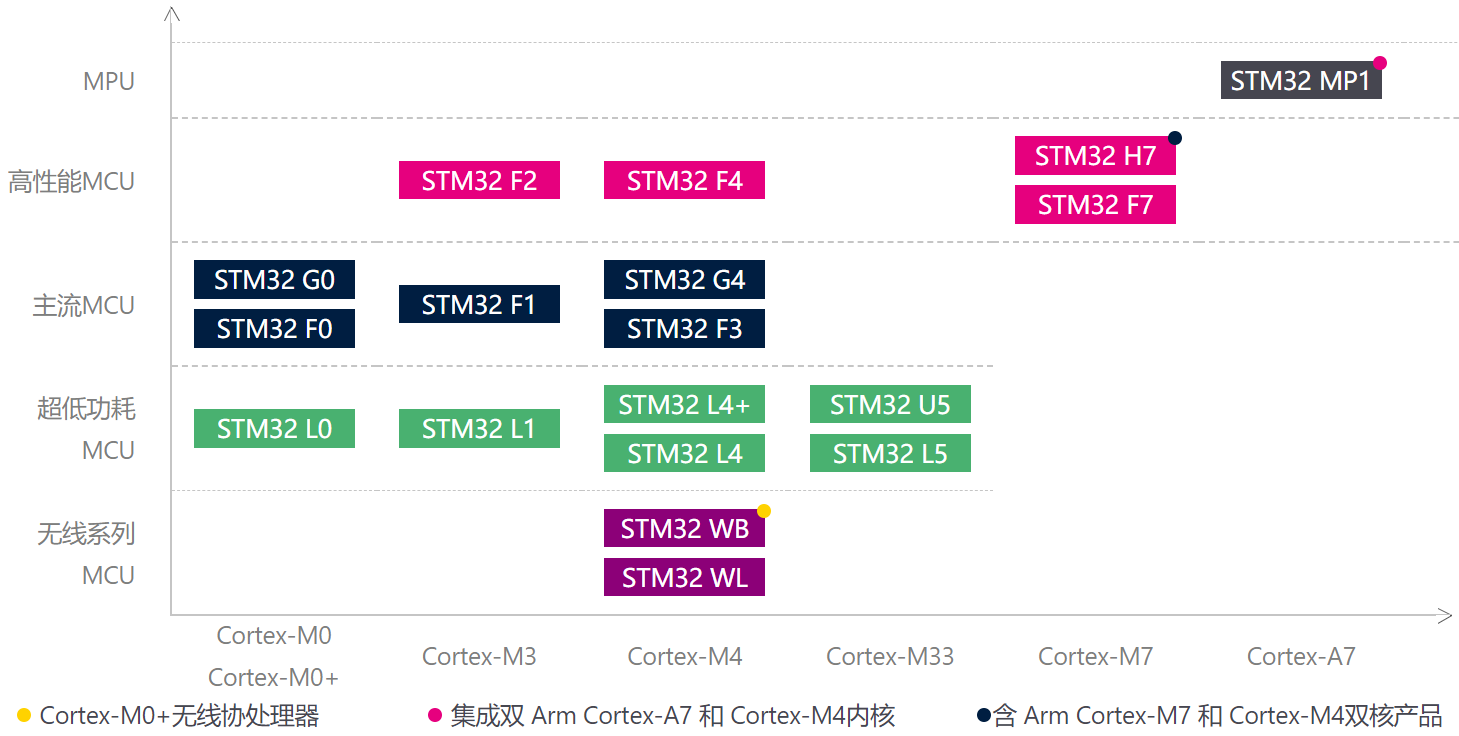 MPU
STM32 MP1
高性能MCU
STM32 F2
STM32 F4
STM32 H7
STM32 F7
主流MCU
STM32 G0
STM32 F0
STM32 F1
STM32 G4
STM32 F3
超低功耗
MCU
STM32 L0
STM32 L1
STM32 L4+
STM32 L4
STM32 U5
STM32 L5
无线系列
MCU
STM32 WB
STM32 WL
Cortex-M0
Cortex-M0+
Cortex-M3
Cortex-M4
Cortex-M33
Cortex-M7
Cortex-A7
Cortex-M0+无线协处理器
集成双 Arm Cortex-A7 和 Cortex-M4内核
含 Arm Cortex-M7 和 Cortex-M4双核产品